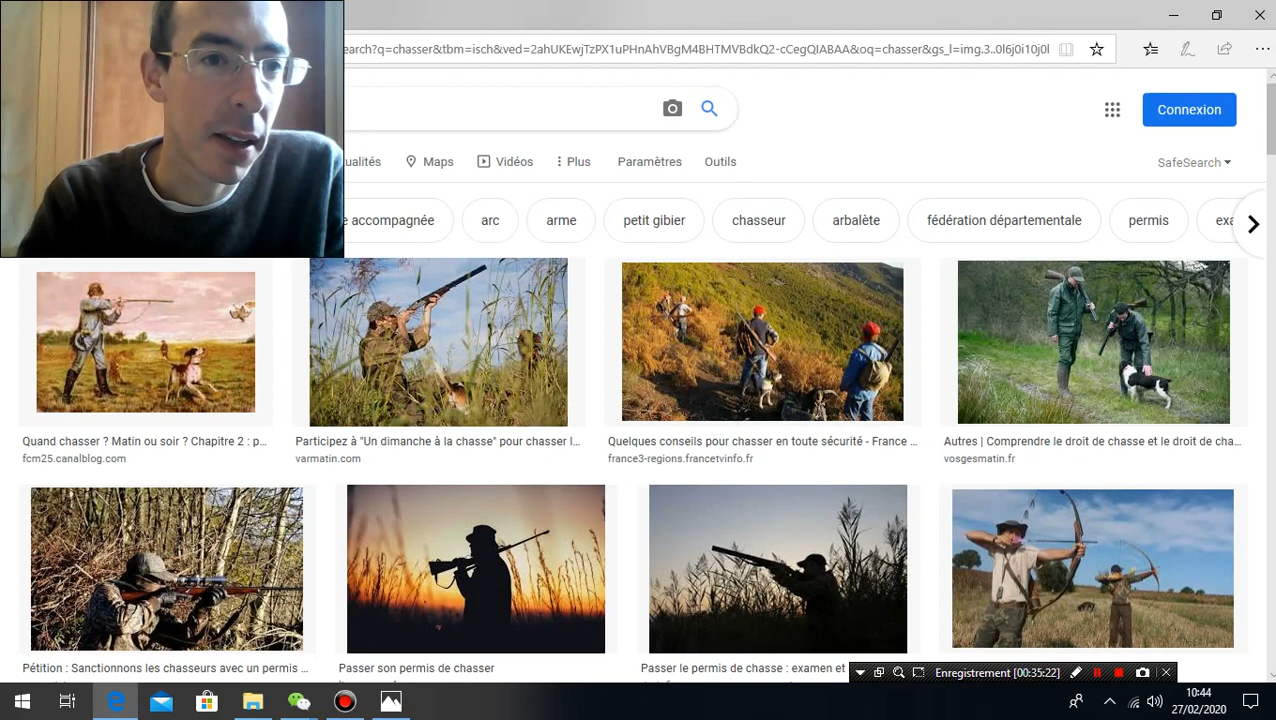 search?q=chasser&tbm=isch&ved=2ahUKEwjTzPX1uPHnAhVBgM4BHTMVBdkQ2-cCegQIABAA&oq=chasser&gs_l=img.3..0l6j0i10j0l
Connexion
ualités Maps Vidéos Plus Paramètres Outils SafeSearch
e accompagnée arc arme petit gibier chasseur arbalète fédération départementale permis exa
Quand chasser ? Matin ou soir ? Chapitre 2 : p...
fcm25.canalblog.com
Participez à "Un dimanche à la chasse" pour chasser l...
varmatin.com
Quelques conseils pour chasser en toute sécurité - France ...
france3-regions.francetvinfo.fr
Autres | Comprendre le droit de chasse et le droit de cha...
vosgesmatin.fr
Pétition : Sanctionnons les chasseurs avec un permis ...
Passer son permis de chasser
Passer le permis de chasse : examen et
Enregistrement [00:35:22]
10:44
27/02/2020